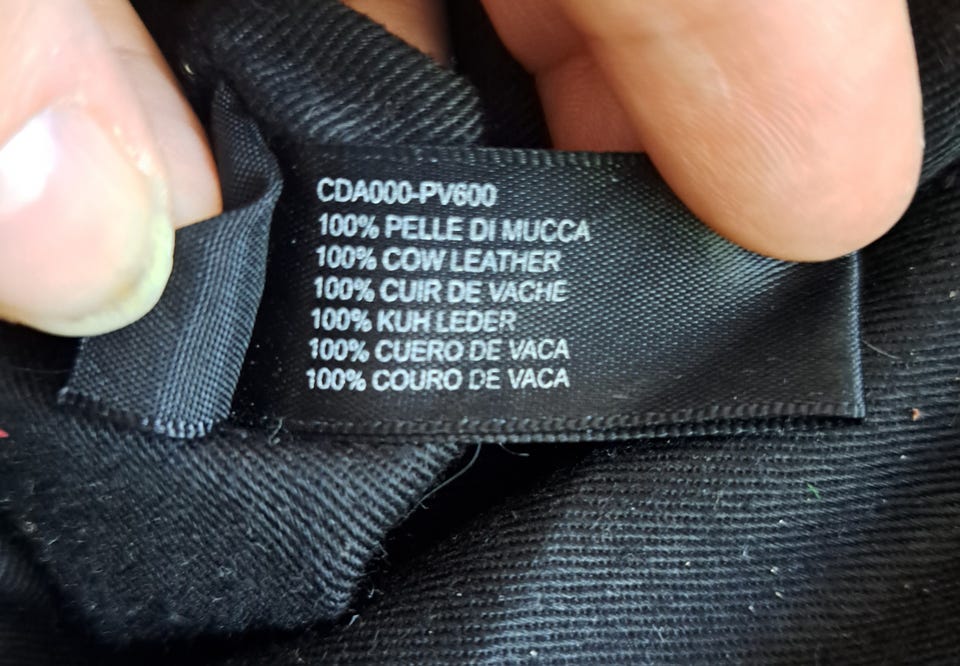 CDA000-PV600
100% PELLE DI MUCCA
100% COW LEATHER
100% CUIR DE VACHE
100% KUH LEDER
100% CUERO DE VACA
100% COURO DE VACA